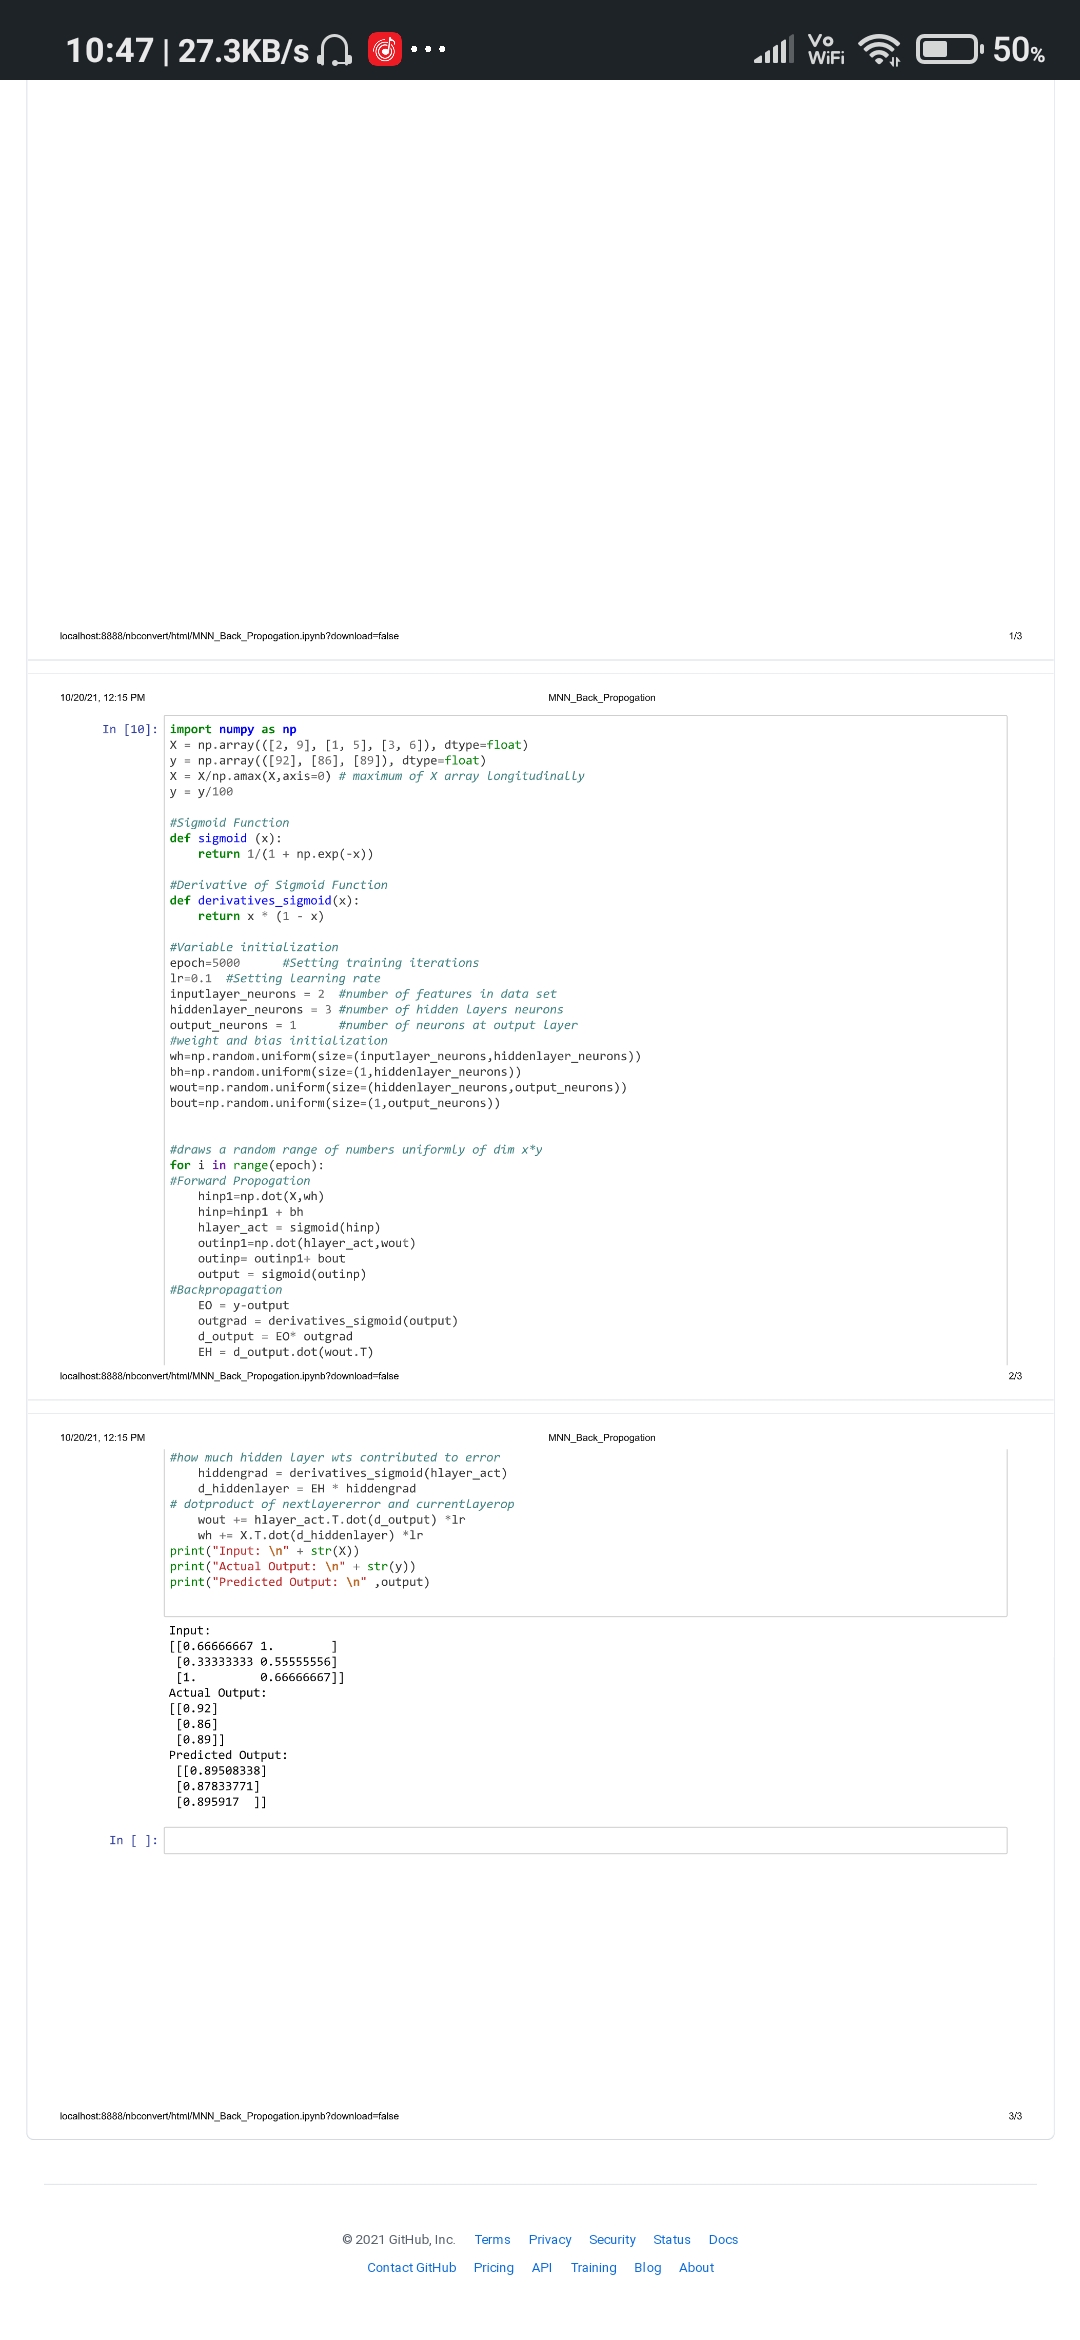 10:47 | 27.3KB/s Vo WiFi 50%
localhost:8888/nbconvert/html/MNN_Back_Propogation.ipynb?download=false 1/3
10/20/21, 12:15 PM MNN_Back_Propogation
In [10]: import numpy as np
X = np.array(([2, 9], [1, 5], [3, 6]), dtype=float)
y = np.array(([92], [86], [89]), dtype=float)
X = X/np.amax(X,axis=0) # maximum of X array longitudinally
y = y/100
#Sigmoid Function
def sigmoid (x):
    return 1/(1 + np.exp(-x))
#Derivative of Sigmoid Function
def derivatives_sigmoid(x):
    return x * (1 - x)
#Variable initialization
epoch=5000      #Setting training iterations
lr=0.1  #Setting learning rate
inputlayer_neurons = 2  #number of features in data set
hiddenlayer_neurons = 3 #number of hidden layers neurons
output_neurons = 1      #number of neurons at output layer
#weight and bias initialization
wh=np.random.uniform(size=(inputlayer_neurons,hiddenlayer_neurons))
bh=np.random.uniform(size=(1,hiddenlayer_neurons))
wout=np.random.uniform(size=(hiddenlayer_neurons,output_neurons))
bout=np.random.uniform(size=(1,output_neurons))
#draws a random range of numbers uniformly of dim x*y
for i in range(epoch):
#Forward Propogation
    hinp1=np.dot(X,wh)
    hinp=hinp1 + bh
    hlayer_act = sigmoid(hinp)
    outinp1=np.dot(hlayer_act,wout)
    outinp= outinp1+ bout
    output = sigmoid(outinp)
#Backpropagation
    EO = y-output
    outgrad = derivatives_sigmoid(output)
    d_output = EO* outgrad
    EH = d_output.dot(wout.T)
localhost:8888/nbconvert/html/MNN_Back_Propogation.ipynb?download=false 2/3
10/20/21, 12:15 PM MNN_Back_Propogation
#how much hidden layer wts contributed to error
    hiddengrad = derivatives_sigmoid(hlayer_act)
    d_hiddenlayer = EH * hiddengrad
# dotproduct of nextlayererror and currentlayerop
    wout += hlayer_act.T.dot(d_output) *lr
    wh += X.T.dot(d_hiddenlayer) *lr
print("Input: \n" + str(X))
print("Actual Output: \n" + str(y))
print("Predicted Output: \n" ,output)
Input:
[[0.66666667 1.        ]
 [0.33333333 0.55555556]
 [1.         0.66666667]]
Actual Output:
[[0.92]
 [0.86]
 [0.89]]
Predicted Output:
 [[0.89508338]
 [0.87833771]
 [0.895917  ]]
In [ ]:
localhost:8888/nbconvert/html/MNN_Back_Propogation.ipynb?download=false 3/3
© 2021 GitHub, Inc. Terms Privacy Security Status Docs
Contact GitHub Pricing API Training Blog About